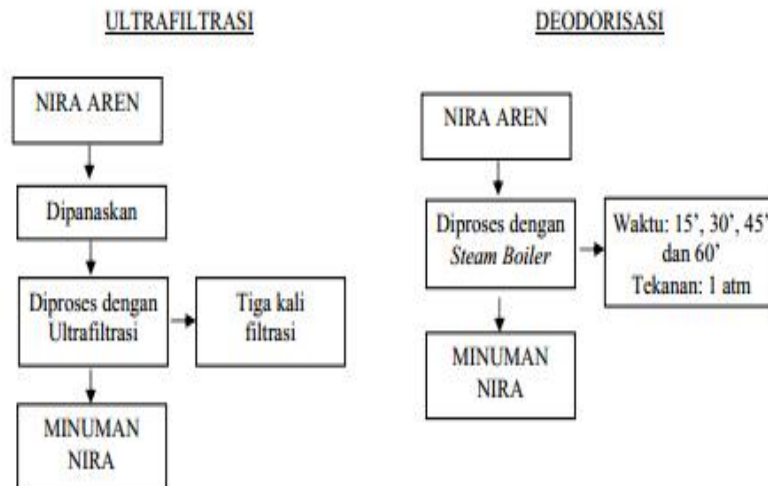 ULTRAFILTRASI
NIRA AREN
Dipanaskan
Diproses dengan
Ultrafiltrasi
Tiga kali
filtrasi
MINUMAN
NIRA
DEODORISASI
NIRA AREN
Diproses dengan
Steam Boiler
Waktu: 15’, 30’, 45’
dan 60’
Tekanan: 1 atm
MINUMAN
NIRA